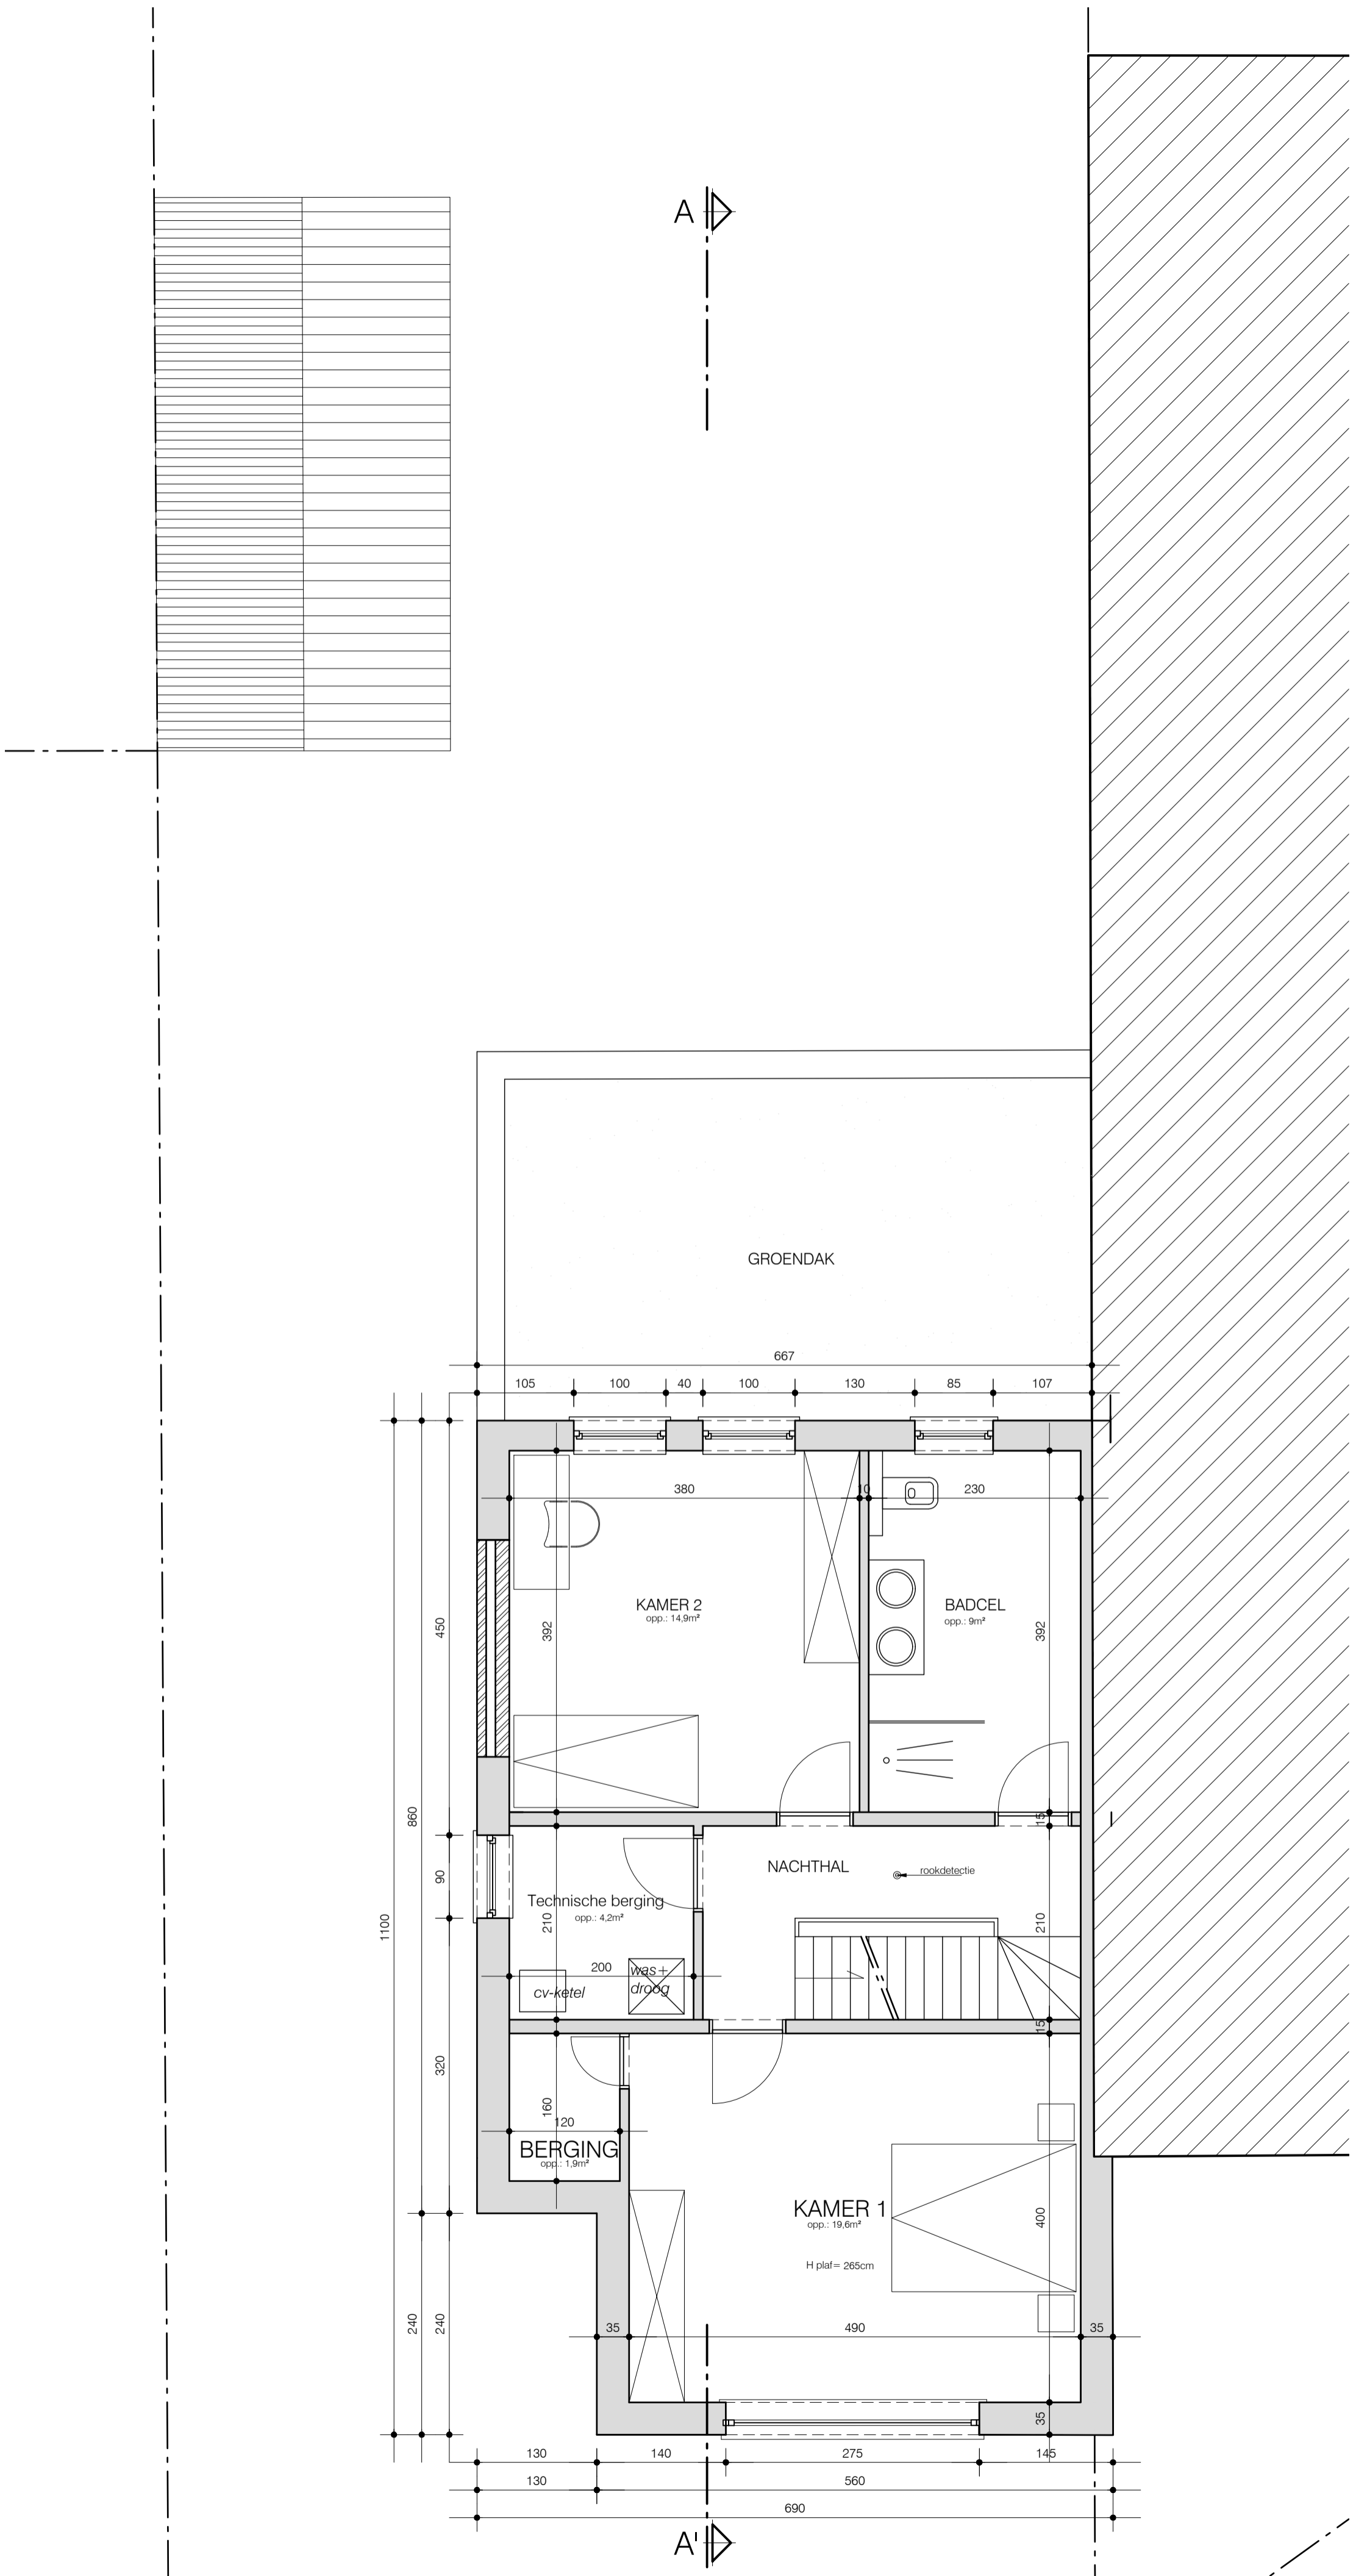 A
GROENDAK
667
105 100 40 100 130 85 107
380 10 230
KAMER 2
opp.: 14,9m²
BADCEL
opp.: 9m²
392
392
450
860
1100
90
320
240
240
15
NACHTHAL
rookdetectie
Technische berging
opp.: 4,2m²
210
210
200
was+
droog
cv-ketel
15
160
120
BERGING
opp.: 1,9m²
KAMER 1
opp.: 19,6m²
400
H plaf= 265cm
35 490 35
35
130 140 275 145
130 560
690
A'